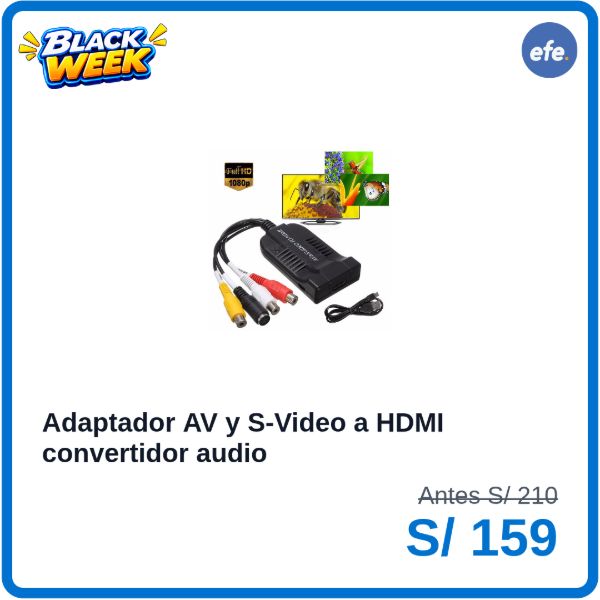 BLACK
WEEK
efe.
Full HD
1080p
Adaptador AV y S-Video a HDMI
convertidor audio
Antes S/ 210
S/ 159